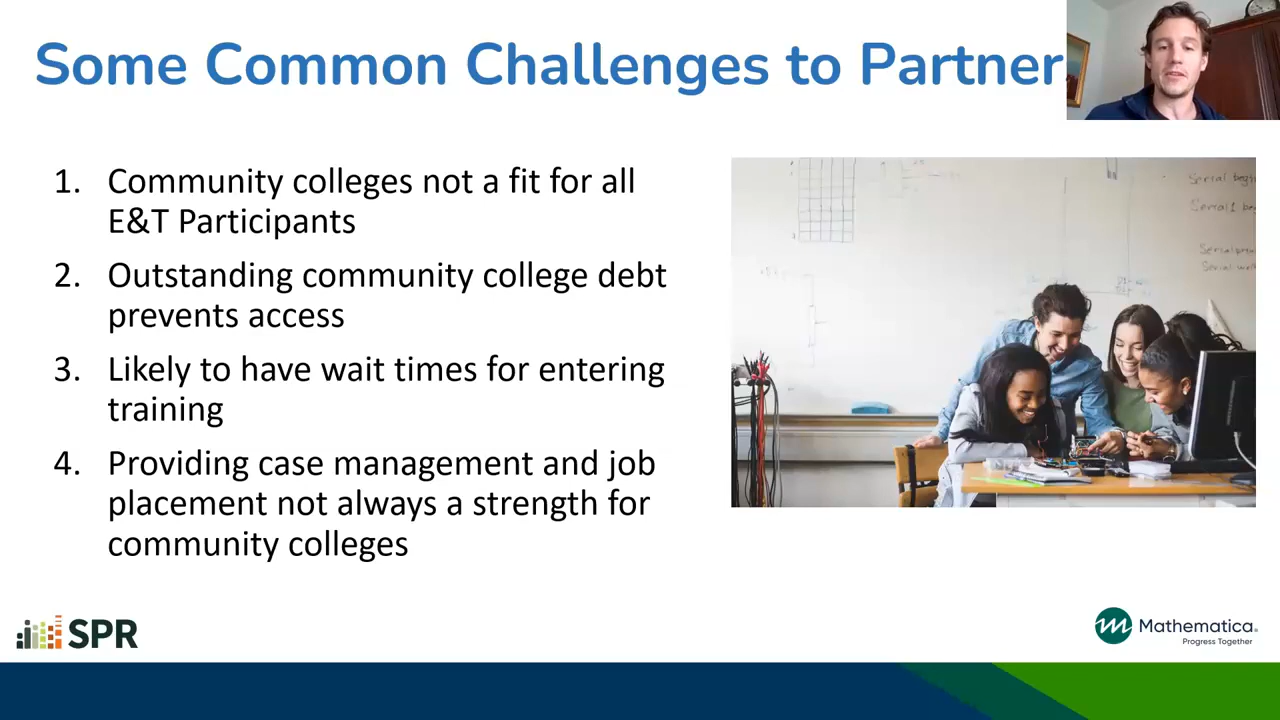 Some Common Challenges to Partner
1. Community colleges not a fit for all
E&T Participants
2. Outstanding community college debt
prevents access
3. Likely to have wait times for entering
training
4. Providing case management and job
placement not always a strength for
community colleges
Serial
Serial
SPR
Mathematica®
Progress Together